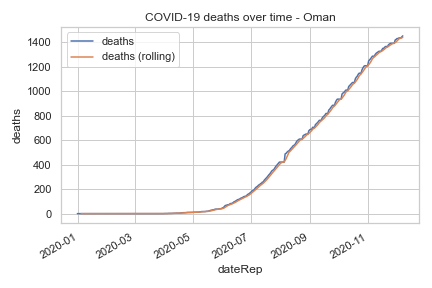 COVID-19 deaths over time - Oman
deaths
deaths (rolling)
deaths
1400
1200
1000
800
600
400
200
0
2020-01
2020-03
2020-05
2020-07
2020-09
2020-11
dateRep